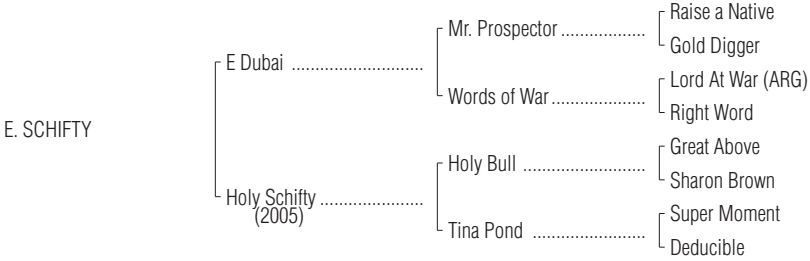 Raise a Native
Mr. Prospector ..................
Gold Digger
E Dubai ............................
Lord At War (ARG)
Words of War....................
Right Word
E. SCHIFTY
Great Above
Holy Bull ..........................
Sharon Brown
Holy Schifty ......................
(2005)
Super Moment
Tina Pond ........................
Deducible